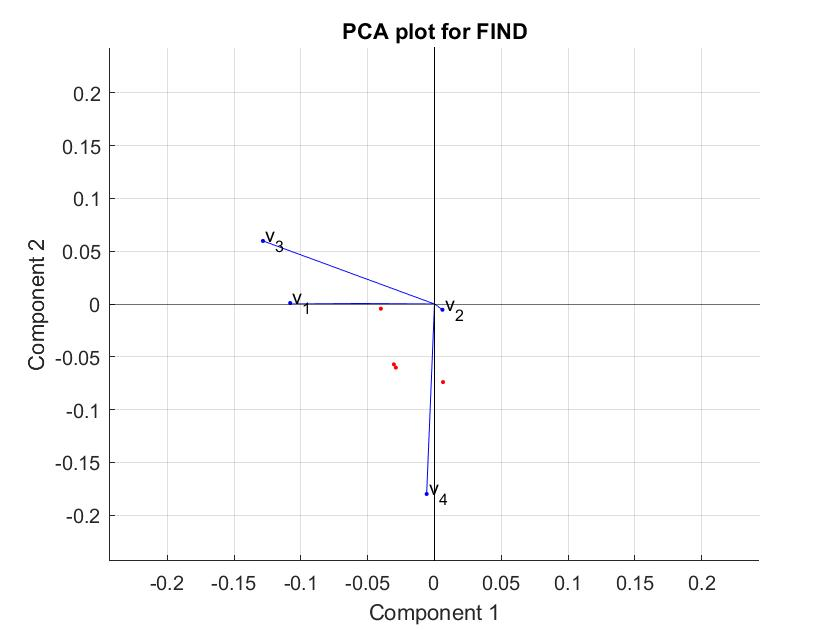 PCA plot for FIND
Component 2
0.2
0.15
0.1
0.05
0
-0.05
-0.1
-0.15
-0.2
v3
v1
v2
v4
-0.2 -0.15 -0.1 -0.05 0 0.05 0.1 0.15 0.2
Component 1